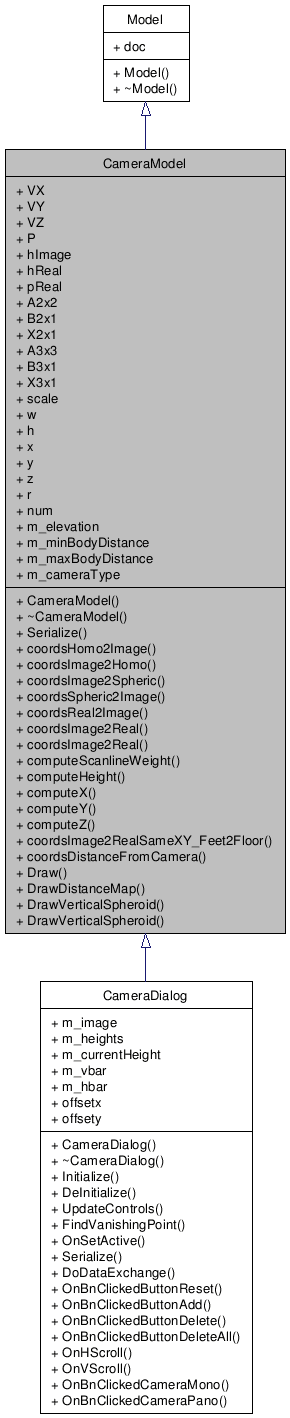 Model
+ doc
+ Model()
+ ~Model()
CameraModel
+ VX
+ VY
+ VZ
+ P
+ hImage
+ hReal
+ pReal
+ A2x2
+ B2x1
+ X2x1
+ A3x3
+ B3x1
+ X3x1
+ scale
+ w
+ h
+ x
+ y
+ z
+ r
+ num
+ m_elevation
+ m_minBodyDistance
+ m_maxBodyDistance
+ m_cameraType
+ CameraModel()
+ ~CameraModel()
+ Serialize()
+ coordsHomo2Image()
+ coordsImage2Homo()
+ coordsImage2Spheric()
+ coordsSpheric2Image()
+ coordsReal2Image()
+ coordsImage2Real()
+ coordsImage2Real()
+ computeScanlineWeight()
+ computeHeight()
+ computeX()
+ computeY()
+ computeZ()
+ coordsImage2RealSameXY_Feet2Floor()
+ coordsDistanceFromCamera()
+ Draw()
+ DrawDistanceMap()
+ DrawVerticalSpheroid()
+ DrawVerticalSpheroid()
CameraDialog
+ m_image
+ m_heights
+ m_currentHeight
+ m_vbar
+ m_hbar
+ offsetx
+ offsety
+ CameraDialog()
+ ~CameraDialog()
+ Initialize()
+ DeInitialize()
+ UpdateControls()
+ FindVanishingPoint()
+ OnSetActive()
+ Serialize()
+ DoDataExchange()
+ OnBnClickedButtonReset()
+ OnBnClickedButtonAdd()
+ OnBnClickedButtonDelete()
+ OnBnClickedButtonDeleteAll()
+ OnHScroll()
+ OnVScroll()
+ OnBnClickedCameraMono()
+ OnBnClickedCameraPano()